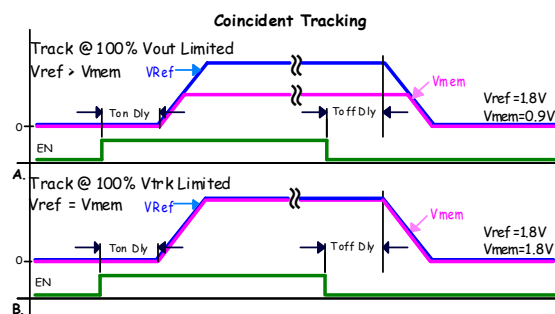 Coincident Tracking
Track @ 100% Vout Limited
Vref > Vmem
VRef
Vmem
Vref=1.8V
Vmem=0.9V
Ton Dly
Toff Dly
0
EN
A.
Track @ 100% Vtrk Limited
Vref = Vmem
VRef
Vmem
Vref=1.8V
Vmem=1.8V
Ton Dly
Toff Dly
0
EN
B.